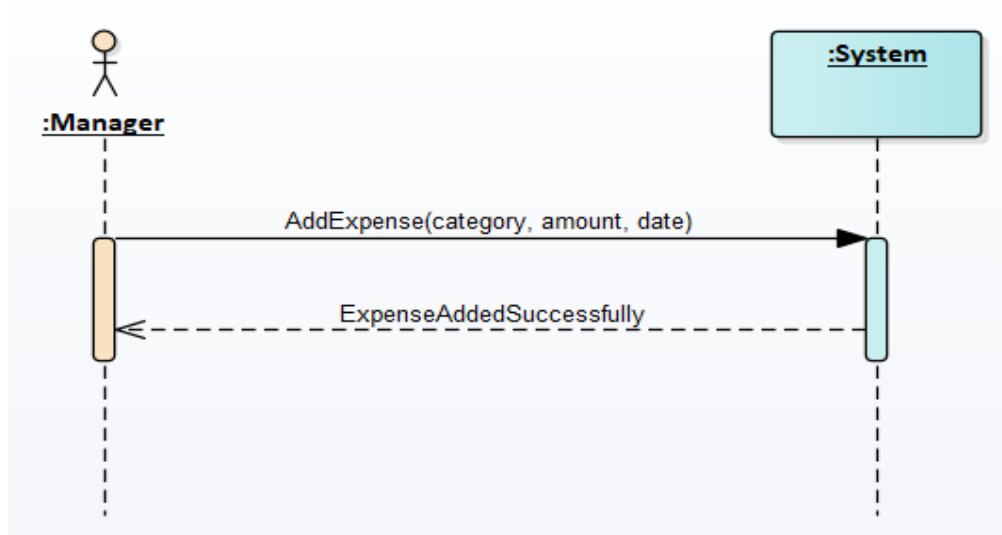 :Manager
:System
AddExpense(category, amount, date)
ExpenseAddedSuccessfully